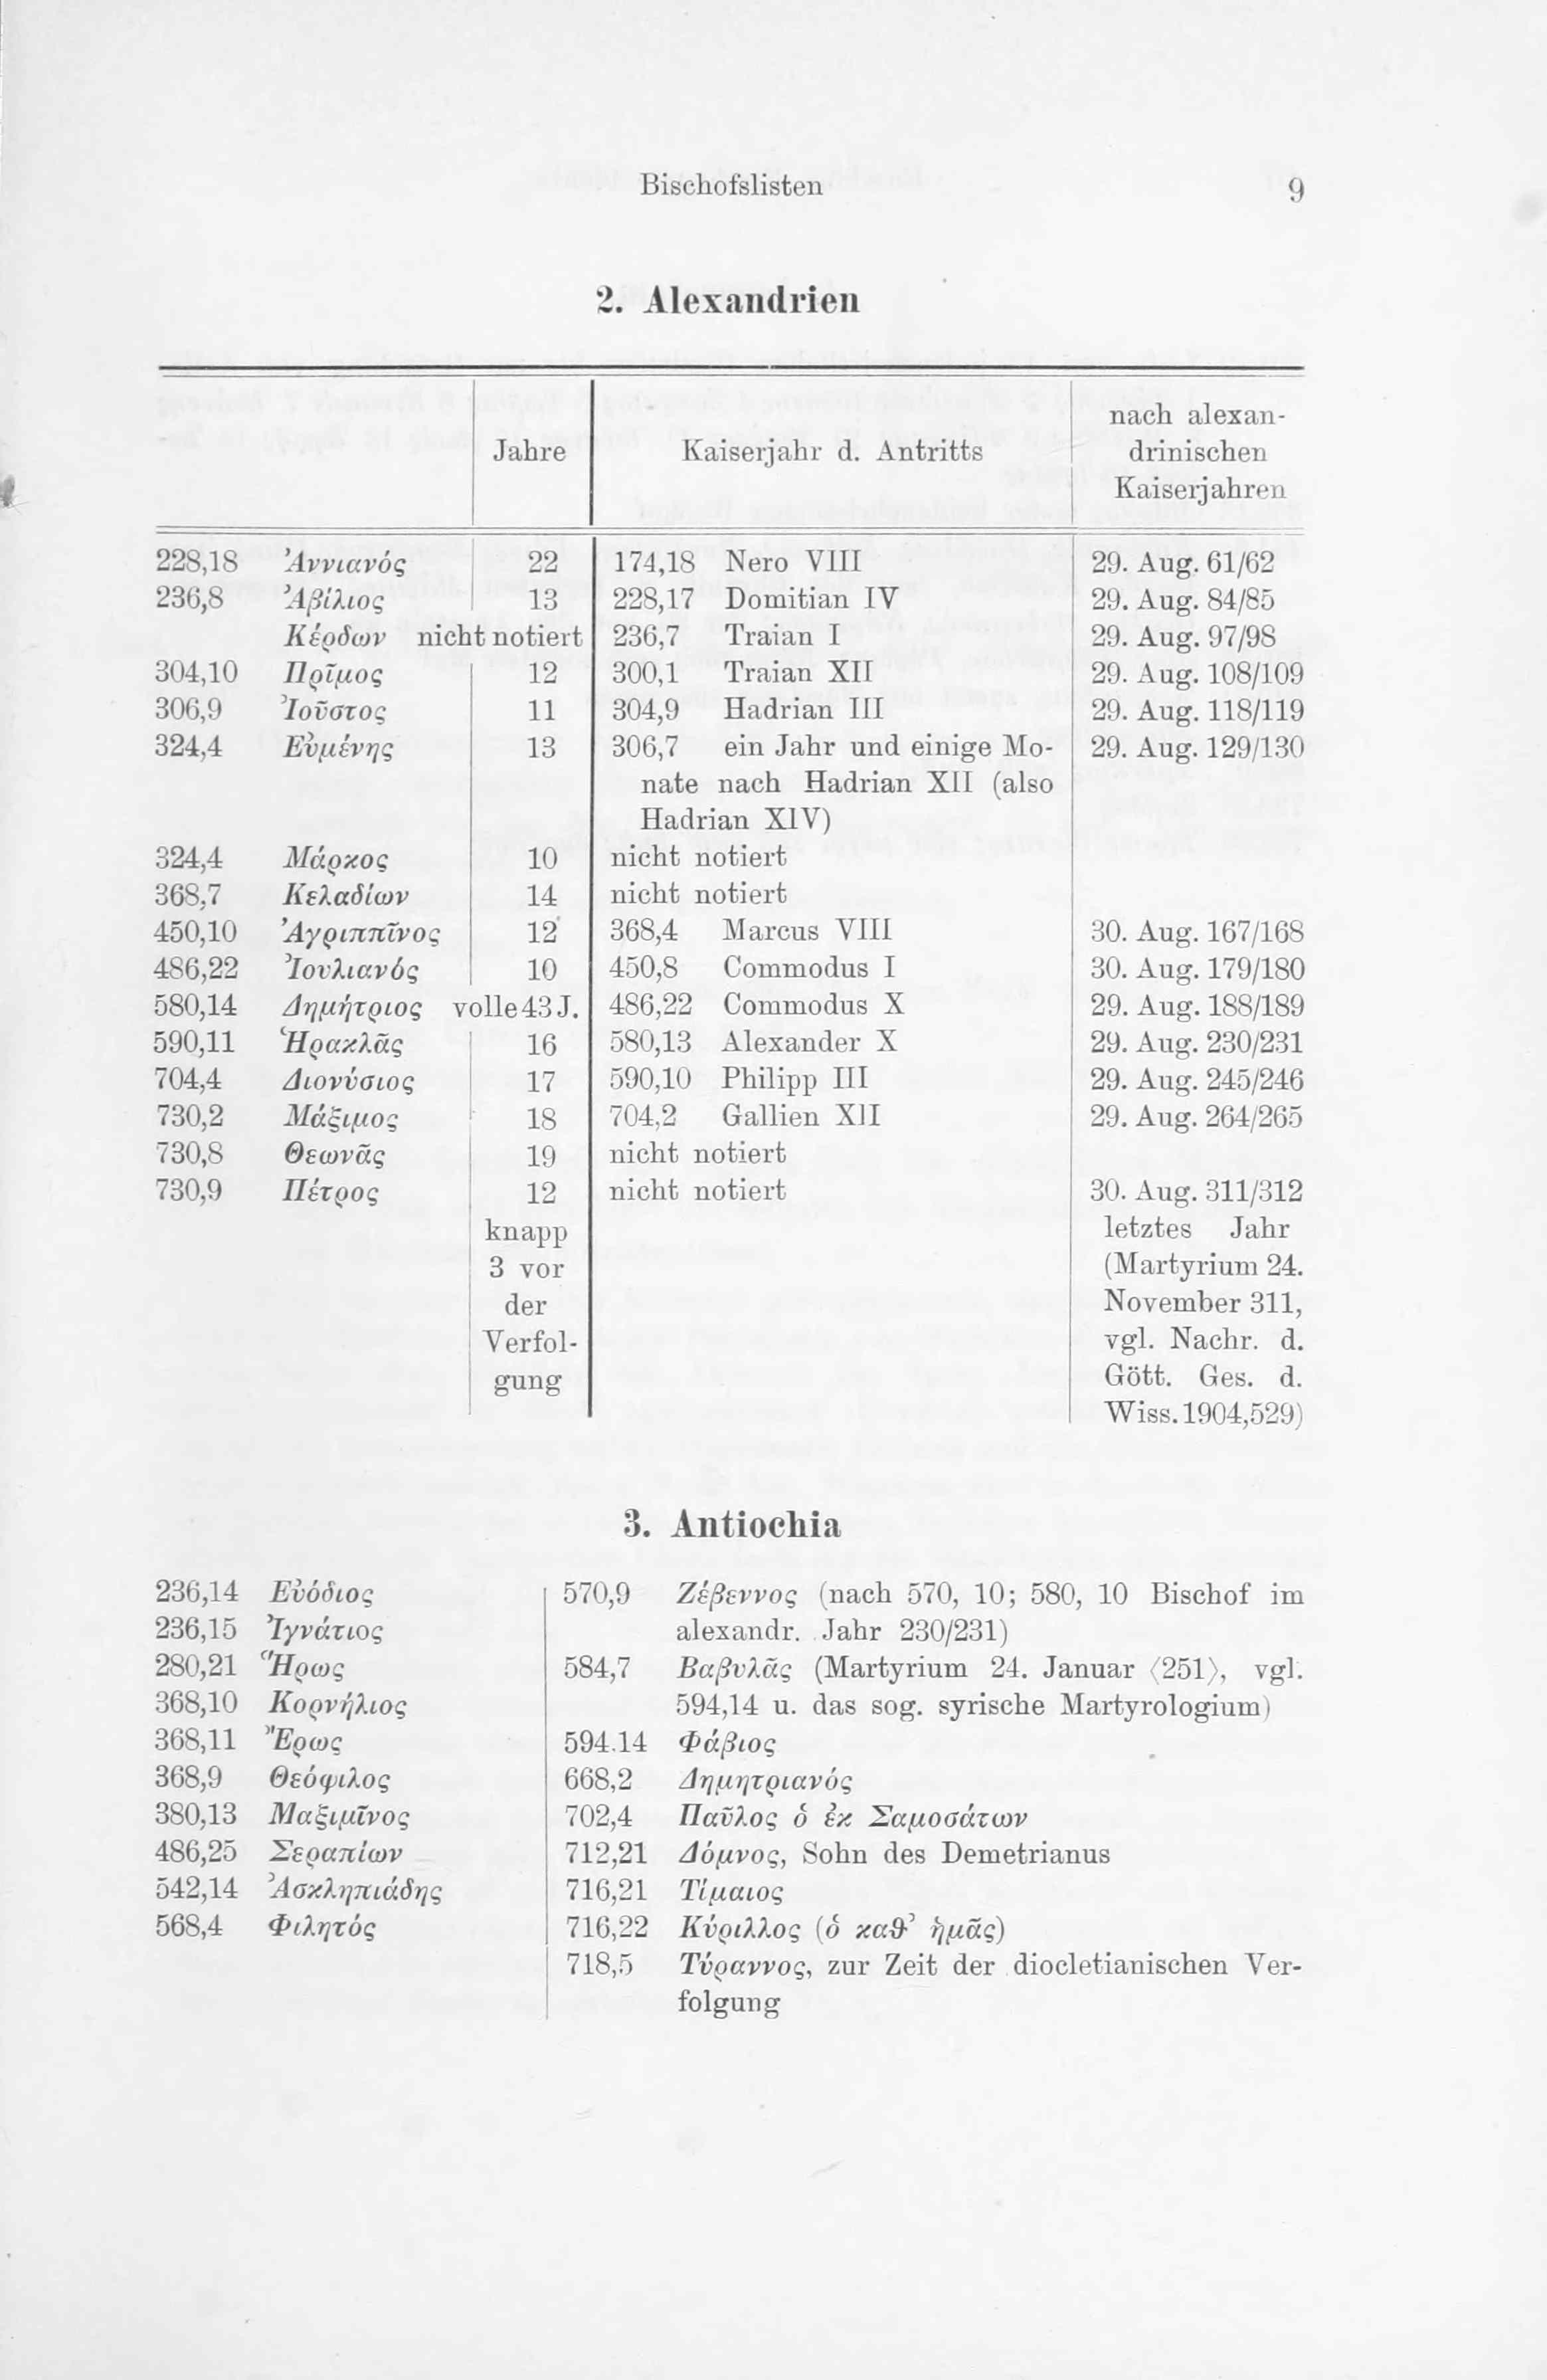 Bischofslisten 9
2. Alexandrien
Jahre Kaiserjahr d. Antritts nach alexan-
drinischen
Kaiserjahren
228,18 Ἀννιανός 22 174,18 Nero VIII 29. Aug. 61/62
236,8 Ἀβίλιος 13 228,17 Domitian IV 29. Aug. 84/85
Κέρδων nicht notiert 236,7 Traian I 29. Aug. 97/98
304,10 Πρῖμος 12 300,1 Traian XII 29. Aug. 108/109
306,9 Ἰοῦστος 11 304,9 Hadrian III 29. Aug. 118/119
324,4 Εὐμένης 13 306,7 ein Jahr und einige Mo- 29. Aug. 129/130
nate nach Hadrian XII (also
Hadrian XIV)
324,4 Μάρκος 10 nicht notiert
368,7 Κελαδίων 14 nicht notiert
450,10 Ἀγριππῖνος 12 368,4 Marcus VIII 30. Aug. 167/168
486,22 Ἰουλιανός 10 450,8 Commodus I 30. Aug. 179/180
580,14 Δημήτριος volle 43 J. 486,22 Commodus X 29. Aug. 188/189
590,11 Ἡρακλᾶς 16 580,13 Alexander X 29. Aug. 230/231
704,4 Διονύσιος 17 590,10 Philipp III 29. Aug. 245/246
730,2 Μάξιμος 18 704,2 Gallien XII 29. Aug. 264/265
730,8 Θεωνᾶς 19 nicht notiert
730,9 Πέτρος 12 nicht notiert 30. Aug. 311/312
knapp letztes Jahr
3 vor (Martyrium 24.
der November 311,
Verfol- vgl. Nachr. d.
gung Gött. Ges. d.
Wiss. 1904,529)
3. Antiochia
236,14 Εὐόδιος
236,15 Ἰγνάτιος
280,21 Ἥρως
368,10 Κορνήλιος
368,11 Ἔρως
368,9 Θεόφιλος
380,13 Μαξιμῖνος
486,25 Σεραπίων
542,14 Ἀσκληπιάδης
568,4 Φιλητός
570,9 Ζέβεννος (nach 570, 10; 580, 10 Bischof im
alexandr. Jahr 230/231)
584,7 Βαβυλᾶς (Martyrium 24. Januar ⟨251⟩, vgl.
594,14 u. das sog. syrische Martyrologium)
594.14 Φάβιος
668,2 Δημητριανός
702,4 Παῦλος ὁ ἐκ Σαμοσάτων
712,21 Δόμνος, Sohn des Demetrianus
716,21 Τίμαιος
716,22 Κύριλλος (ὁ καθ’ ἡμᾶς)
718,5 Τύραννος, zur Zeit der diocletianischen Ver-
folgung